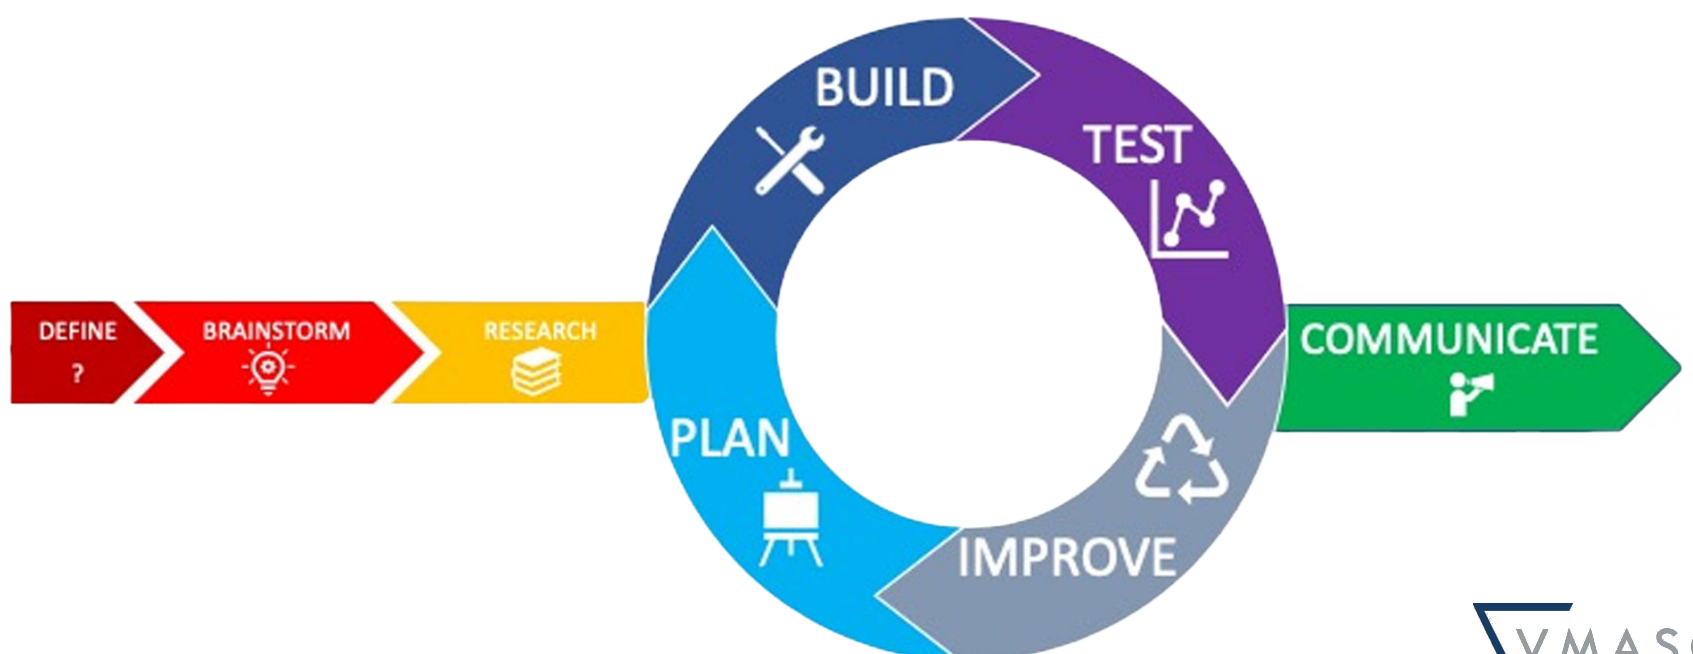 DEFINE
?
BRAINSTORM
RESEARCH
PLAN
BUILD
TEST
IMPROVE
COMMUNICATE